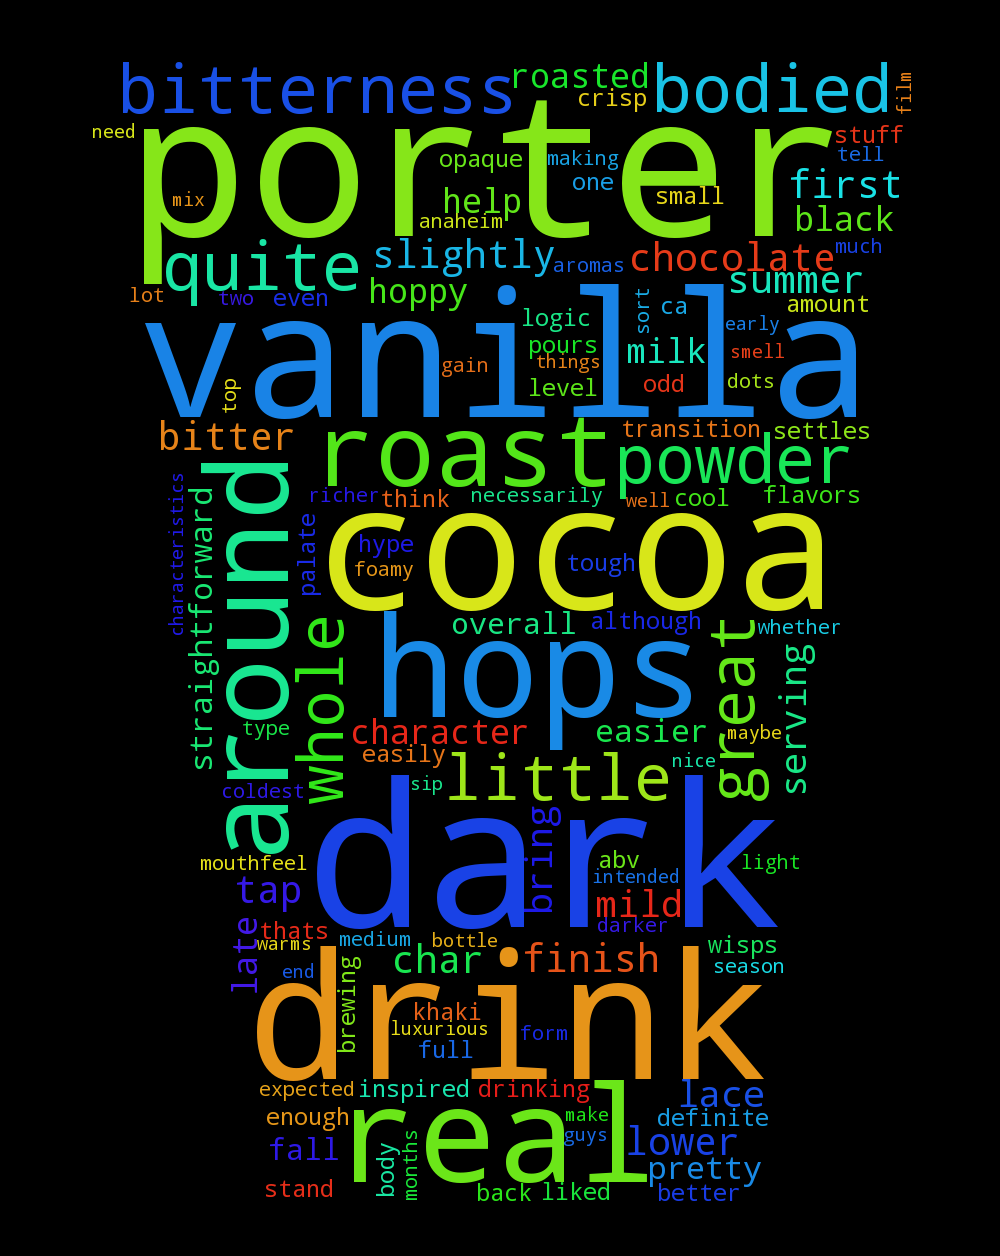 bitterness roasted bodied film
crisp
need porter stuff
opaque making tell
one first
mix help small
anaheim black
quite slightly chocolate much
aromas summer
lot two even hoppy sort ca amount
logic early
vanilla pours milk smell
gain things
level odd dots
top
bitter roast transition settles
powder
characteristics straightforward around richer think necessarily well cool flavors
palate cocoa
hype tough
foamy
whole overall although great whether
hops serving
type character easier maybe
easily nice
coldest sip little
dark
bring
mouthfeel abv light
tap intended
mild
late thats darker
warms medium bottle wisps
char finish season
end drink
brewing khaki
luxurious form
full
expected inspired drinking lace
enough real make definite
guys
fall body months lower
pretty
stand back liked better